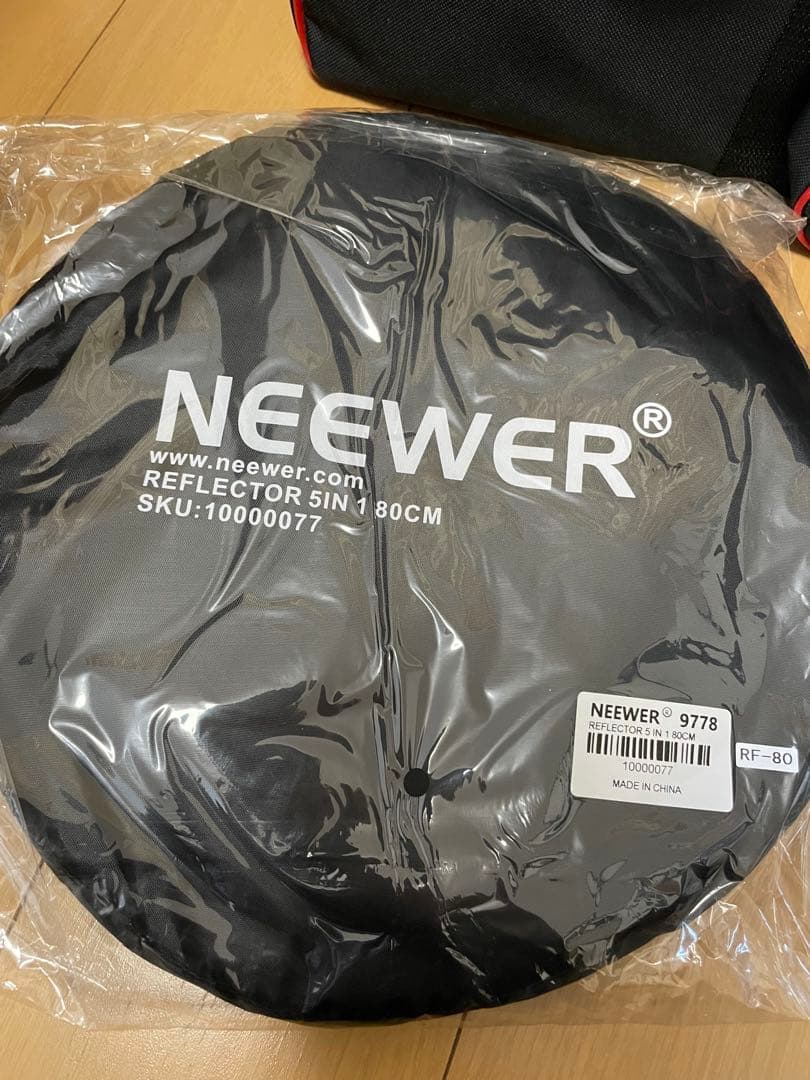 NEEWER®
www.neewer.com
REFLECTOR 5IN 1 80CM
SKU:10000077
NEEWER® 9778
REFLECTOR 5 IN 1 80CM
10000077
MADE IN CHINA
RF-80